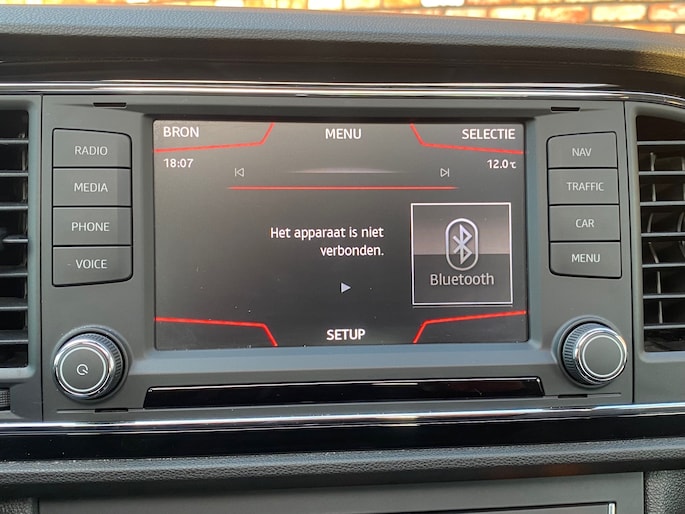 BRON MENU SELECTIE
18:07 12.0℃
Het apparaat is niet
verbonden.
Bluetooth
SETUP
RADIO
MEDIA
PHONE
VOICE
NAV
TRAFFIC
CAR
MENU